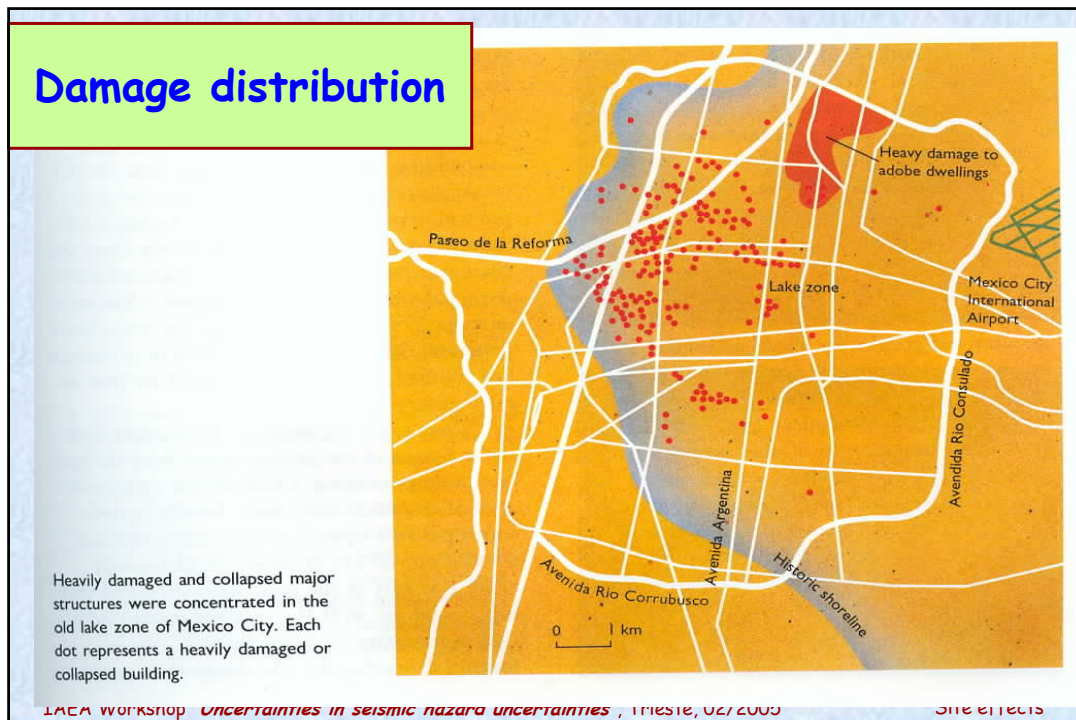 Damage distribution
Heavy damage to
adobe dwellings
Paseo de la Reforma
Lake zone
Mexico City
International
Airport
Avendida Rio Consulado
Avenida Argentina
Historic shoreline
Avenida Rio Corrubusco
0 1 km
Heavily damaged and collapsed major
structures were concentrated in the
old lake zone of Mexico City. Each
dot represents a heavily damaged or
collapsed building.
IAEA Workshop "Uncertainties in seismic hazard uncertainties", Trieste, 02/2005 Site effects